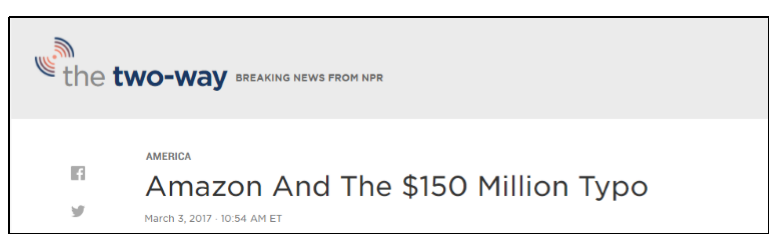 the two-way BREAKING NEWS FROM NPR
AMERICA
Amazon And The $150 Million Typo
March 3, 2017 · 10:54 AM ET